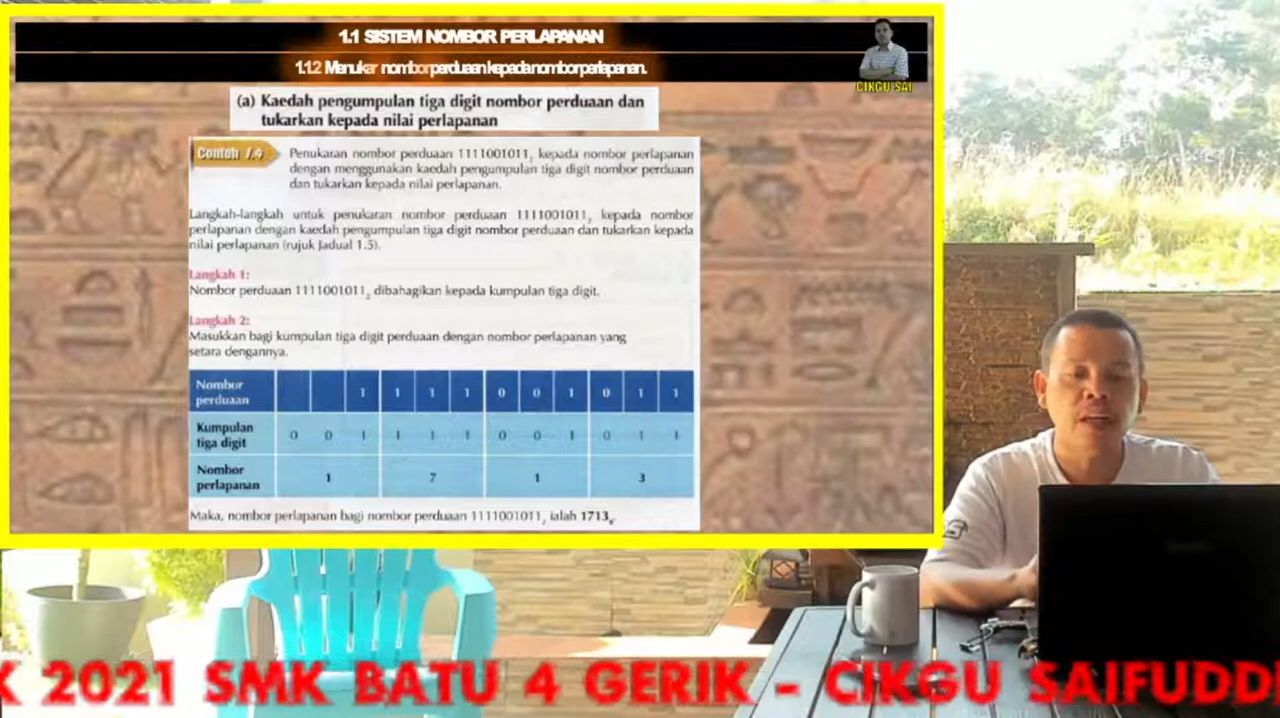 1.1 SISTEM NOMBOR PERLAPANAN
1.1.2 Menukar nombor perduaan kepada nombor perlapanan.
CIKGU SAI
(a) Kaedah pengumpulan tiga digit nombor perduaan dan
tukarkan kepada nilai perlapanan
Contoh 1.9
Penukaran nombor perduaan 1111001011₂ kepada nombor perlapanan
dengan menggunakan kaedah pengumpulan tiga digit nombor perduaan
dan tukarkan kepada nilai perlapanan.
Langkah-langkah untuk penukaran nombor perduaan 1111001011₂ kepada nombor
perlapanan dengan kaedah pengumpulan tiga digit nombor perduaan dan tukarkan kepada
nilai perlapanan (rujuk Jadual 1.5).
Langkah 1:
Nombor perduaan 1111001011₂ dibahagikan kepada kumpulan tiga digit.
Langkah 2:
Masukkan bagi kumpulan tiga digit perduaan dengan nombor perlapanan yang
setara dengannya.
Nombor perduaan 1 1 1 1 0 0 1 0 1 1
Kumpulan tiga digit 0 0 1 1 1 1 0 0 1 0 1 1
Nombor perlapanan 1 7 1 3
Maka, nombor perlapanan bagi nombor perduaan 1111001011₂ ialah 1713₈.
K 2021 SMK BATU 4 GERIK - CIKGU SAIFUDD